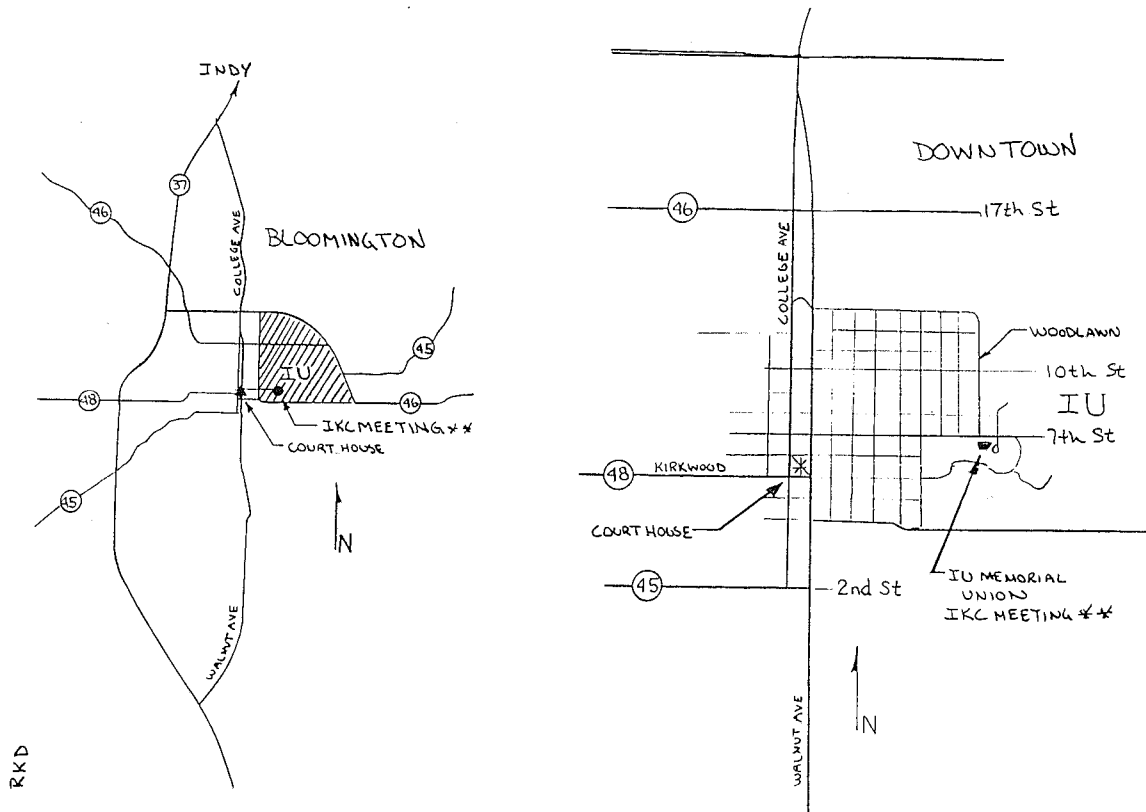 INDY
37
46
COLLEGE AVE
BLOOMINGTON
45
IU
48
46
IKC MEETING **
COURT HOUSE
45
N
WALNUT AVE
RKD
DOWNTOWN
46
17th St
COLLEGE AVE
WOODLAWN
10th St
IU
7th St
48
KIRKWOOD
COURT HOUSE
45
2nd St
IU MEMORIAL
UNION
IKC MEETING **
N
WALNUT AVE